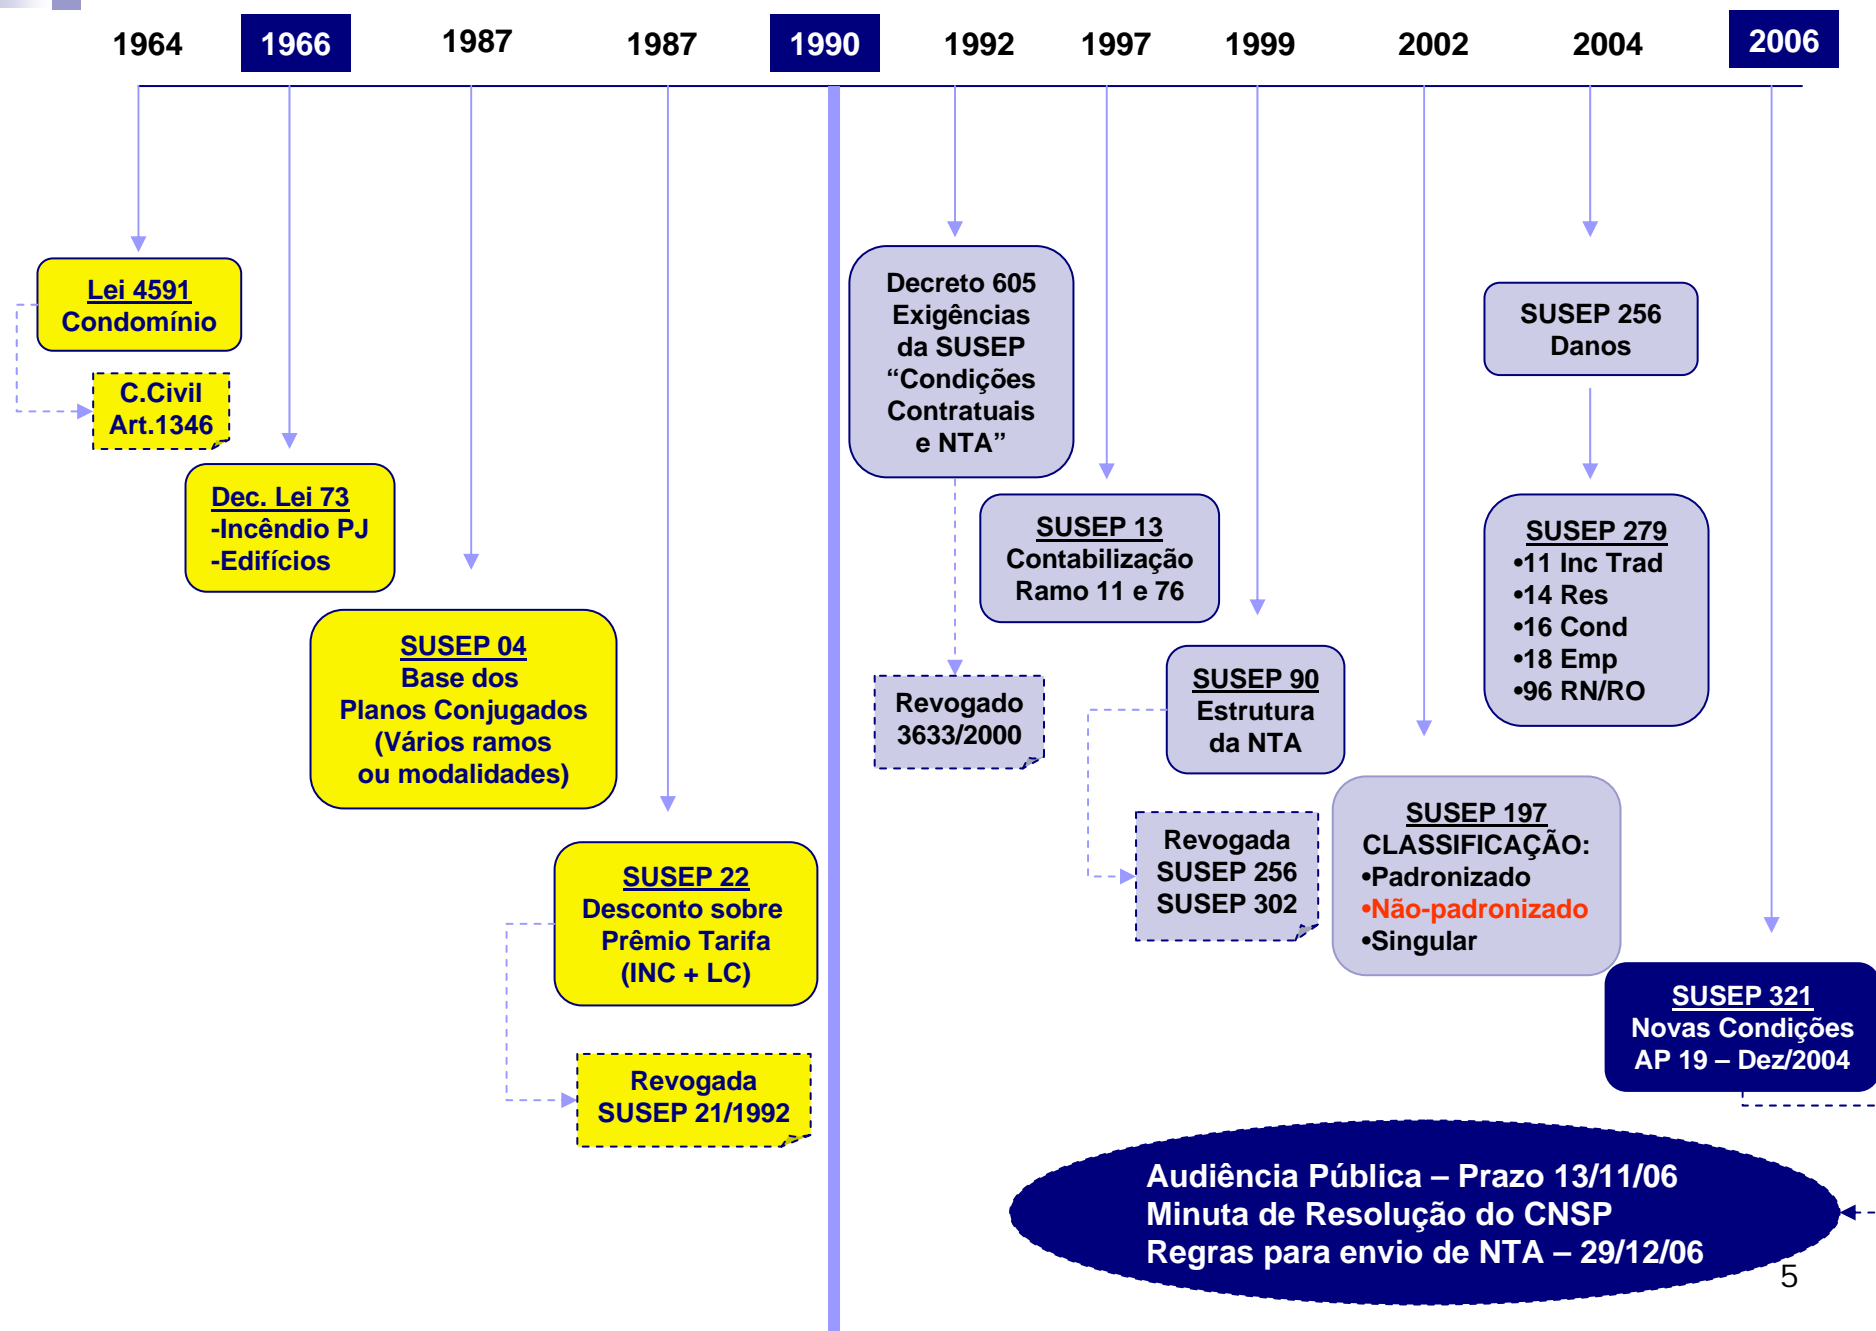 1964
1966
1987
1987
1990
1992
1997
1999
2002
2004
2006
Lei 4591
Condomínio
C.Civil
Art.1346
Dec. Lei 73
-Incêndio PJ
-Edifícios
SUSEP 04
Base dos
Planos Conjugados
(Vários ramos
ou modalidades)
SUSEP 22
Desconto sobre
Prêmio Tarifa
(INC + LC)
Revogada
SUSEP 21/1992
Decreto 605
Exigências
da SUSEP
“Condições
Contratuais
e NTA”
Revogado
3633/2000
SUSEP 13
Contabilização
Ramo 11 e 76
SUSEP 90
Estrutura
da NTA
Revogada
SUSEP 256
SUSEP 302
SUSEP 197
CLASSIFICAÇÃO:
•Padronizado
•Não-padronizado
•Singular
SUSEP 256
Danos
SUSEP 279
•11 Inc Trad
•14 Res
•16 Cond
•18 Emp
•96 RN/RO
SUSEP 321
Novas Condições
AP 19 – Dez/2004
Audiência Pública – Prazo 13/11/06
Minuta de Resolução do CNSP
Regras para envio de NTA – 29/12/06
5